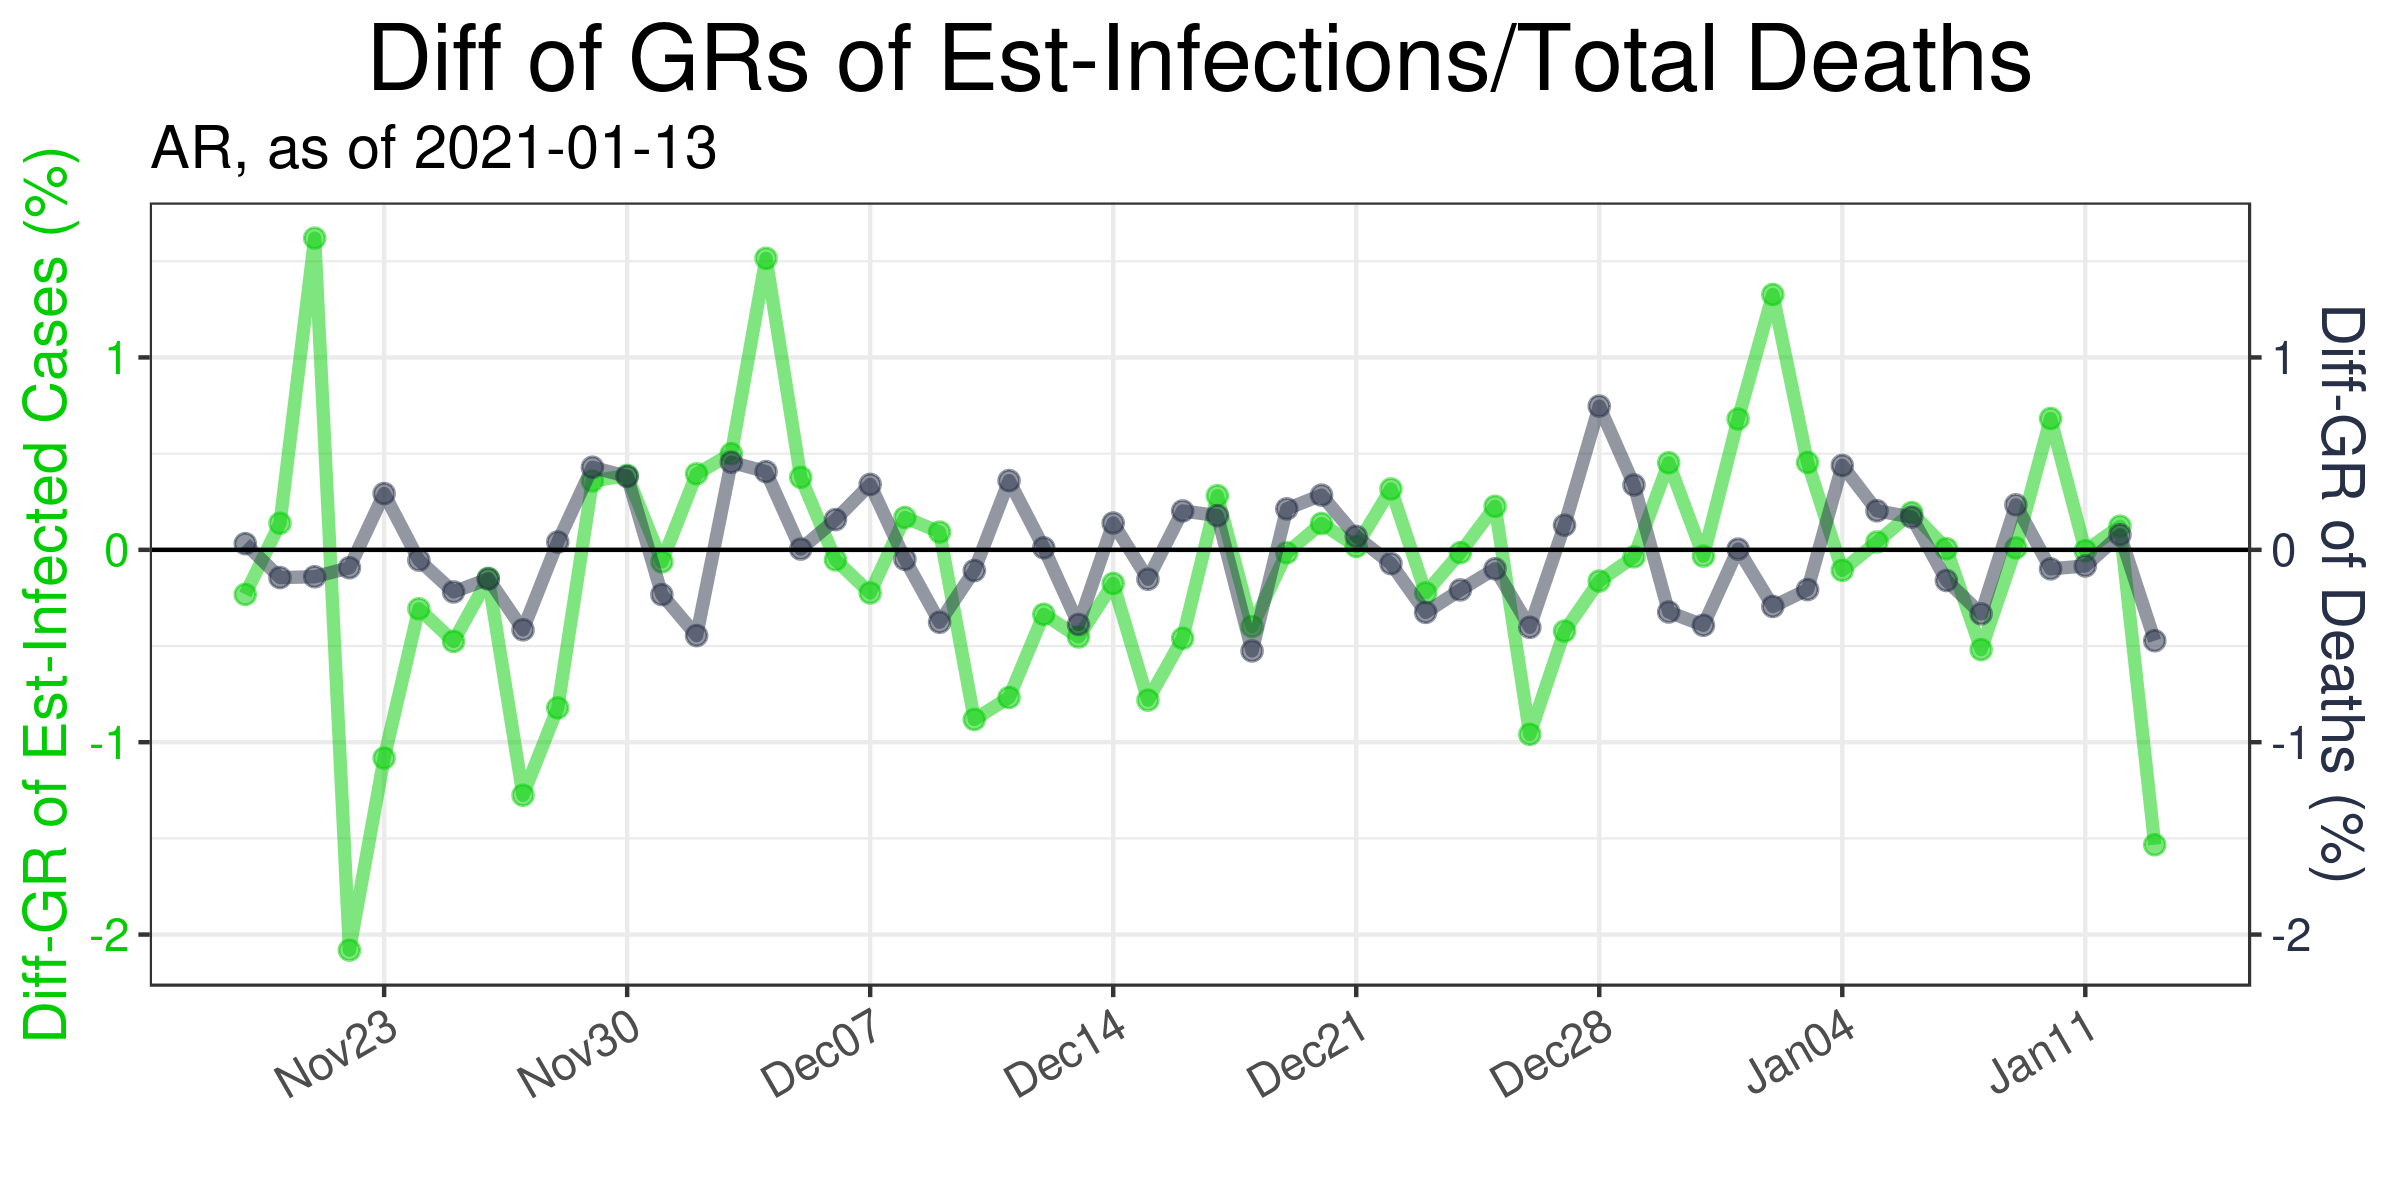 Diff of GRs of Est-Infections/Total Deaths
AR, as of 2021-01-13
Diff-GR of Est-Infected Cases (%)
1
0
-1
-2
1
0
-1
-2
Diff-GR of Deaths (%)
Nov23
Nov30
Dec07
Dec14
Dec21
Dec28
Jan04
Jan11